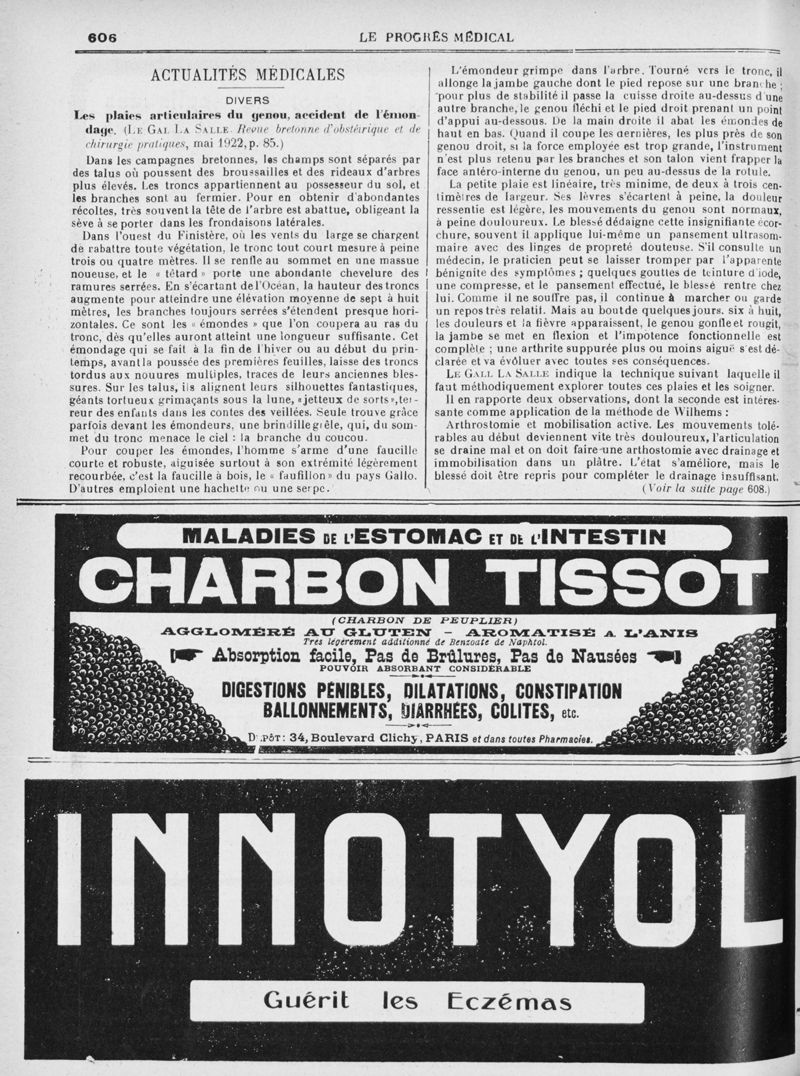 606
LE PROGRÈS MÉDICAL
ACTUALITÉS MÉDICALES
DIVERS
Les plaies articulaires du genou, accident de l'émon-
dage. (LE GAL LA SALLE. Revue bretonne d'obstétrique et de
chirurgie pratiques, mai 1922, p. 85.)
Dans les campagnes bretonnes, les champs sont séparés par
des talus où poussent des broussailles et des rideaux d'arbres
plus élevés. Les troncs appartiennent au possesseur du sol, et
les branches sont au fermier. Pour en obtenir d'abondantes
récoltes, très souvent la tête de l'arbre est abattue, obligeant la
sève à se porter dans les frondaisons latérales.
Dans l'ouest du Finistère, où les vents du large se chargent
de rabattre toute végétation, le tronc tout court mesure à peine
trois ou quatre mètres. Il se renfle au sommet en une massue
noueuse, et le « têtard » porte une abondante chevelure des
ramures serrées. En s'écartant de l'Océan, la hauteur des troncs
augmente pour atteindre une élévation moyenne de sept à huit
mètres, les branches toujours serrées s'étendent presque hori-
zontales. Ce sont les « émondes » que l'on coupera au ras du
tronc, dès qu'elles auront atteint une longueur suffisante. Cet
émondage qui se fait à la fin de l'hiver ou au début du prin-
temps, avant la poussée des premières feuilles, laisse des troncs
tordus aux nouures multiples, traces de leurs anciennes bles-
sures. Sur le talus, ils alignent leurs silhouettes fantastiques,
géants tortueux grimaçants sous la lune, «jetteux de sorts», ter-
reur des enfants dans les contes des veillées. Seule trouve grâce
parfois devant les émondeurs, une brindille grêle, qui, du som-
met du tronc menace le ciel : la branche du coucou.
Pour couper les émondes, l'homme s'arme d'une faucille
courte et robuste, aiguisée surtout à son extrémité légèrement
recourbée, c'est la faucille à bois, le « faufillon » du pays Gallo.
D'autres emploient une hachette ou une serpe.
L'émondeur grimpe dans l'arbre. Tourné vers le tronc, il
allonge la jambe gauche dont le pied repose sur une branche ;
pour plus de stabilité il passe la cuisse droite au-dessus d'une
autre branche, le genou fléchi et le pied droit prenant un point
d'appui au-dessous. De la main droite il abat les émondes de
haut en bas. Quand il coupe les dernières, les plus près de son
genou droit, si la force employée est trop grande, l'instrument
n'est plus retenu par les branches et son talon vient frapper la
face antéro-interne du genou, un peu au-dessus de la rotule.
La petite plaie est linéaire, très minime, de deux à trois cen-
timètres de largeur. Ses lèvres s'écartent à peine, la douleur
ressentie est légère, les mouvements du genou sont normaux,
à peine douloureux. Le blessé dédaigne cette insignifiante écor-
chure, souvent il applique lui-même un pansement ultrasom-
maire avec des linges de propreté douteuse. S'il consulte un
médecin, le praticien peut se laisser tromper par l'apparente
bénignité des symptômes ; quelques gouttes de teinture d'iode,
une compresse, et le pansement effectué, le blessé rentre chez
lui. Comme il ne souffre pas, il continue à marcher ou garde
un repos très relatif. Mais au bout de quelques jours. six à huit,
les douleurs et la fièvre apparaissent, le genou gonfle et rougit,
la jambe se met en flexion et l'impotence fonctionnelle est
complète ; une arthrite suppurée plus ou moins aiguë s'est dé-
clarée et va évoluer avec toutes ses conséquences.
LE GALL LA SALLE indique la technique suivant laquelle il
faut méthodiquement explorer toutes ces plaies et les soigner.
Il en rapporte deux observations, dont la seconde est intéres-
sante comme application de la méthode de Wilhems :
Arthrostomie et mobilisation active. Les mouvements tolé-
rables au début deviennent vite très douloureux, l'articulation
se draine mal et on doit faire une arthostomie avec drainage et
immobilisation dans un plâtre. L'état s'améliore, mais le
blessé doit être repris pour compléter le drainage insuffisant.
(Voir la suite page 608.)
MALADIES DE L'ESTOMAC ET DE L'INTESTIN
CHARBON TISSOT
(CHARBON DE PEUPLIER)
AGGLOMÉRÉ AU GLUTEN - AROMATISÉ A L'ANIS
Très légèrement additionné de Benzoate de Naphtol.
Absorption facile, Pas de Brûlures, Pas de Nausées
POUVOIR ABSORBANT CONSIDÉRABLE
DIGESTIONS PÉNIBLES, DILATATIONS, CONSTIPATION
BALLONNEMENTS, DIARRHÉES, COLITES, etc.
DÉPÔT: 34, Boulevard Clichy, PARIS et dans toutes Pharmacies.
INNOTYOL
Guérit les Eczémas